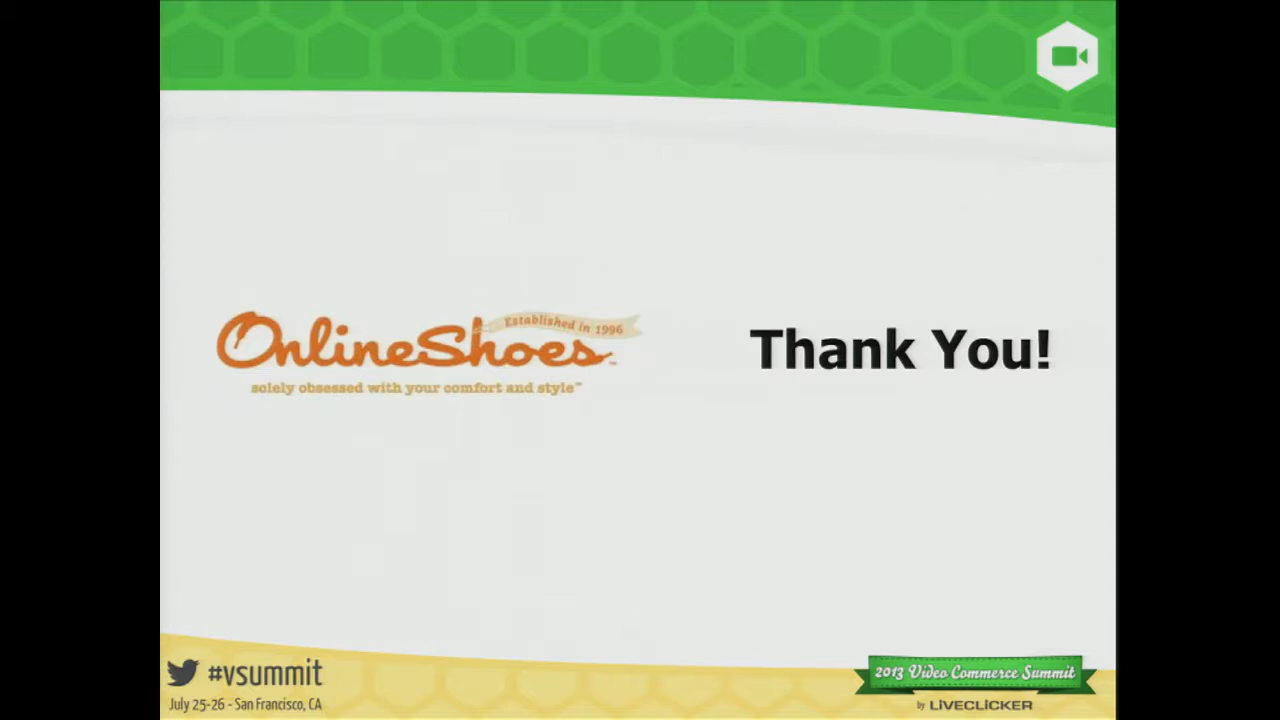 Established in 1996
OnlineShoes™
solely obsessed with your comfort and style™
Thank You!
#vsummit
July 25-26 - San Francisco, CA
2013 Video Commerce Summit
by LIVECLICKER